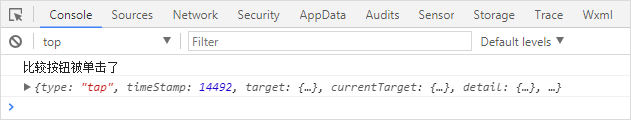 Console Sources Network Security AppData Audits Sensor Storage Trace Wxml
top Filter Default levels
比较按钮被单击了
{type: "tap", timeStamp: 14492, target: {…}, currentTarget: {…}, detail: {…}, …}